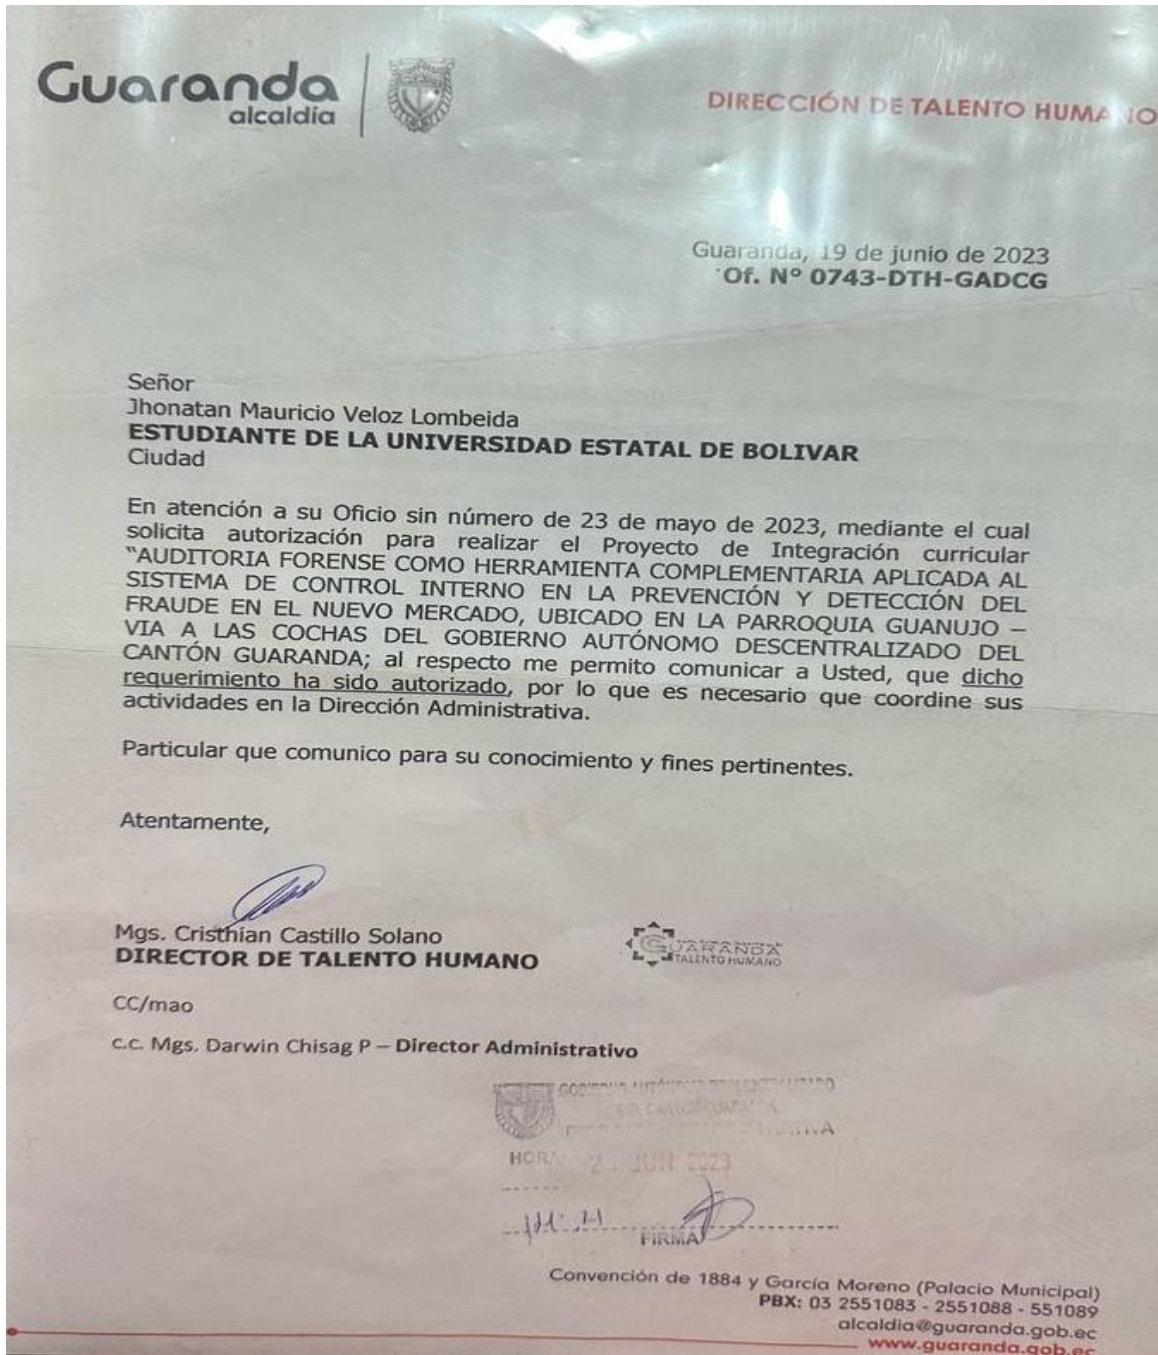 Guaranda
alcaldía
DIRECCIÓN DE TALENTO HUMANO
Guaranda, 19 de junio de 2023
Of. Nº 0743-DTH-GADCG
Señor
Jhonatan Mauricio Veloz Lombeida
ESTUDIANTE DE LA UNIVERSIDAD ESTATAL DE BOLIVAR
Ciudad
En atención a su Oficio sin número de 23 de mayo de 2023, mediante el cual
solicita autorización para realizar el Proyecto de Integración curricular
“AUDITORIA FORENSE COMO HERRAMIENTA COMPLEMENTARIA APLICADA AL
SISTEMA DE CONTROL INTERNO EN LA PREVENCIÓN Y DETECCIÓN DEL
FRAUDE EN EL NUEVO MERCADO, UBICADO EN LA PARROQUIA GUANUJO –
VIA A LAS COCHAS DEL GOBIERNO AUTÓNOMO DESCENTRALIZADO DEL
CANTÓN GUARANDA; al respecto me permito comunicar a Usted, que dicho
requerimiento ha sido autorizado, por lo que es necesario que coordine sus
actividades en la Dirección Administrativa.
Particular que comunico para su conocimiento y fines pertinentes.
Atentamente,
Mgs. Cristhian Castillo Solano
DIRECTOR DE TALENTO HUMANO
GUARANDA
TALENTO HUMANO
CC/mao
c.c. Mgs. Darwin Chisag P – Director Administrativo
GOBIERNO AUTÓNOMO DESCENTRALIZADO
HORA
JUN 2023
FIRMA
Convención de 1884 y García Moreno (Palacio Municipal)
PBX: 03 2551083 - 2551088 - 551089
alcaldia@guaranda.gob.ec
www.guaranda.gob.ec